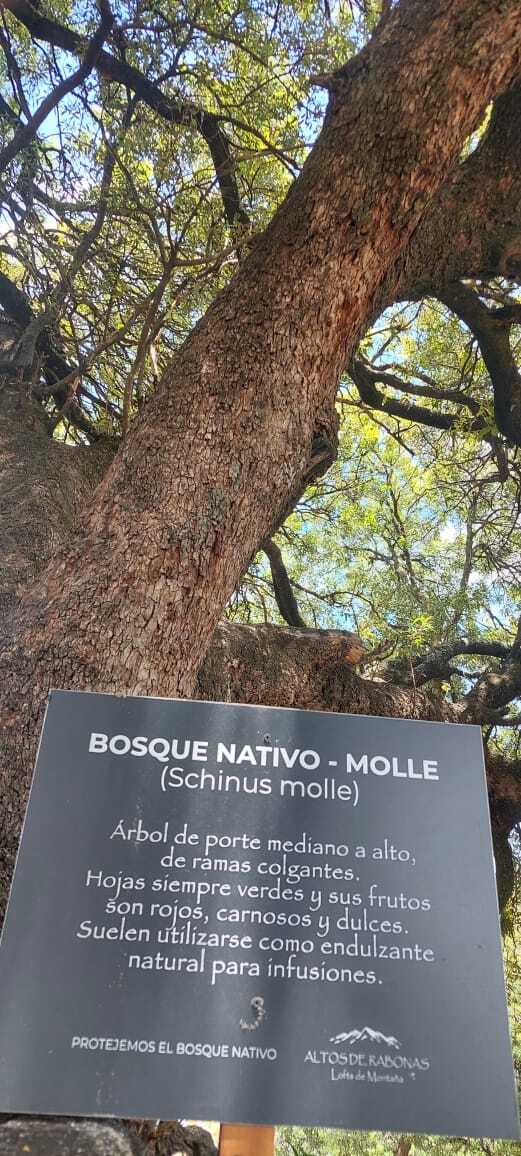 BOSQUE NATIVO - MOLLE
(Schinus molle)
Árbol de porte mediano a alto,
de ramas colgantes.
Hojas siempre verdes y sus frutos
son rojos, carnosos y dulces.
Suelen utilizarse como endulzante
natural para infusiones.
PROTEJEMOS EL BOSQUE NATIVO
ALTOS DE RABONAS
Lofts de Montaña